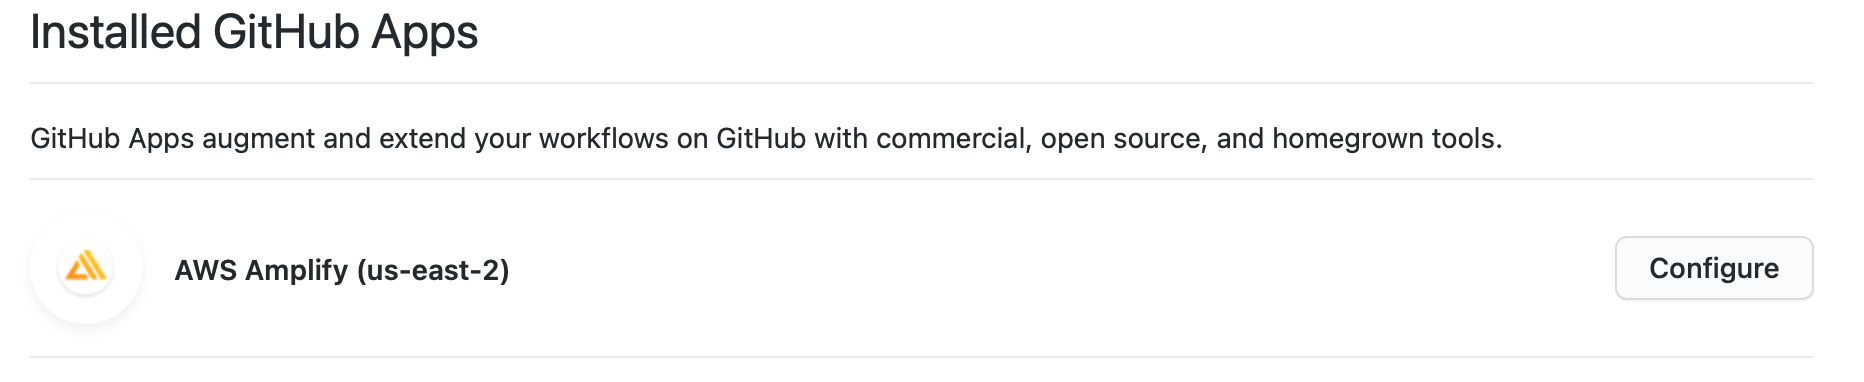 Installed GitHub Apps
GitHub Apps augment and extend your workflows on GitHub with commercial, open source, and homegrown tools.
AWS Amplify (us-east-2)
Configure